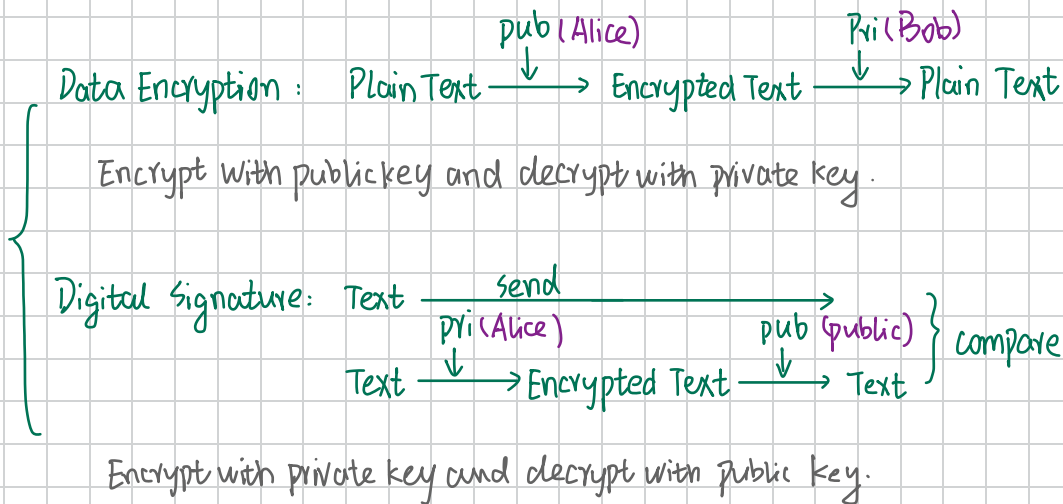 pub (Alice) Pri (Bob)
Data Encryption : Plain Text Encrypted Text Plain Text
Encrypt with public key and decrypt with private key.
Digital Signature: Text send
pri (Alice) pub (public) compare
Text Encrypted Text Text
Encrypt with private key and decrypt with public key.